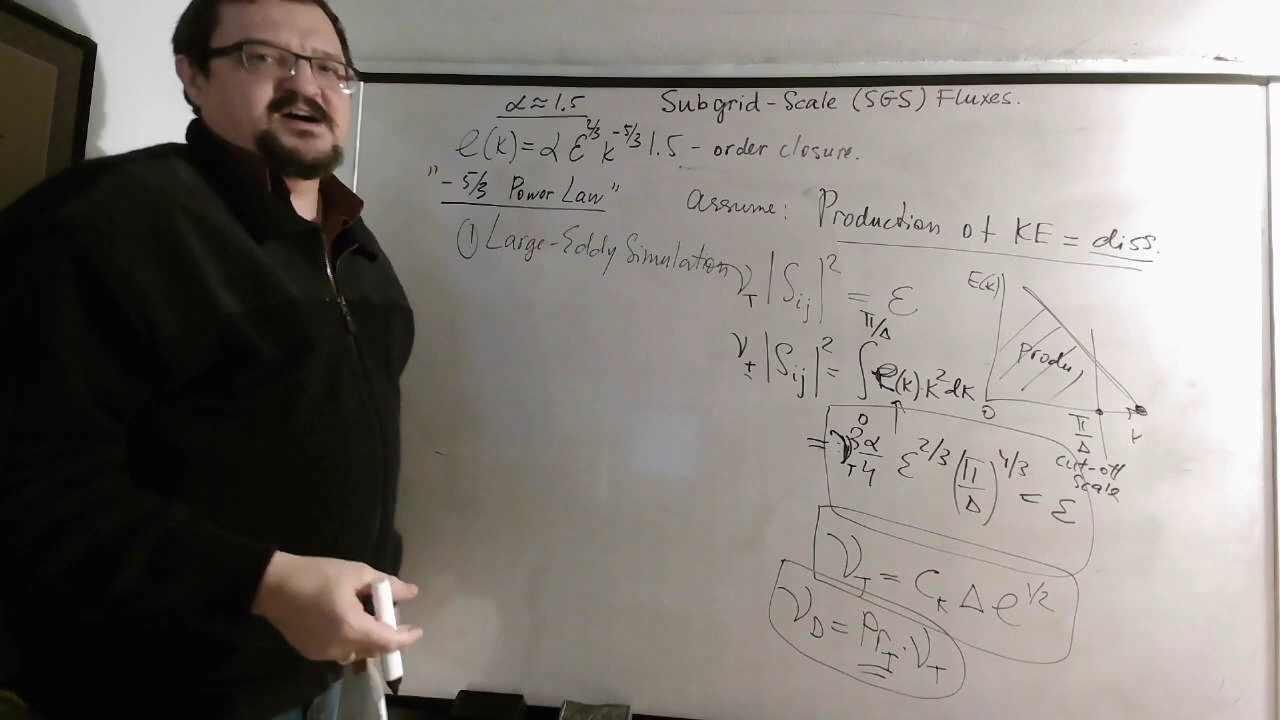 α ≈ 1.5
Subgrid-Scale (SGS) Fluxes.
e(k) = α ε^2/3 k^-5/3
1.5 - order closure.
"- 5/3 Power Law"
Assume: Production of KE = diss.
① Large-Eddy Simulation
ν_T |S_ij|^2 = ε
E(k)
Produ,
ν_T |S_ij|^2 = ∫_0^π/Δ e(k) k^2 dk
0
π/Δ
k
cut-off
scale
= ν_T 3α/4 ε^2/3 (π/Δ)^4/3 = ε
ν_T = C_k Δ e^1/2
ν_D = Pr_T · ν_T